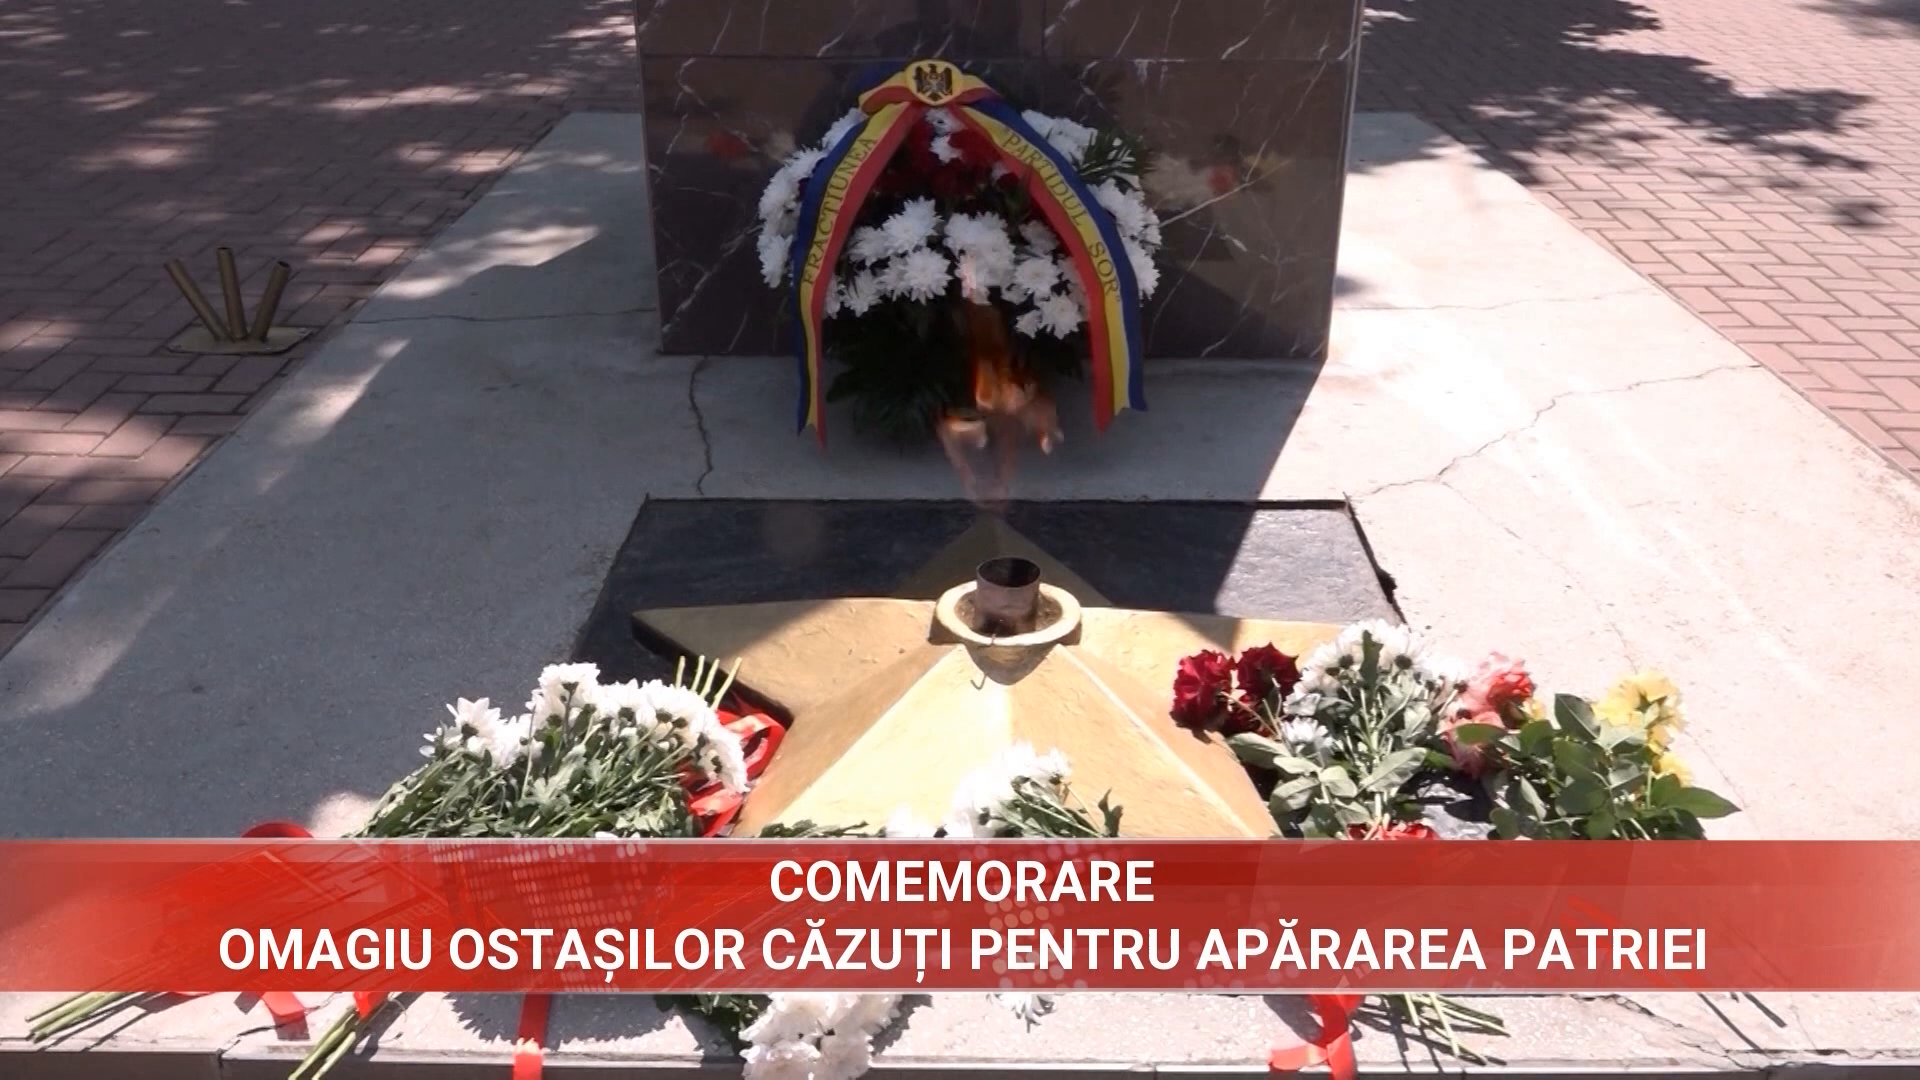 FRACȚIUNEA
"PARTIDUL ȘOR"
COMEMORARE
OMAGIU OSTAȘILOR CĂZUȚI PENTRU APĂRAREA PATRIEI